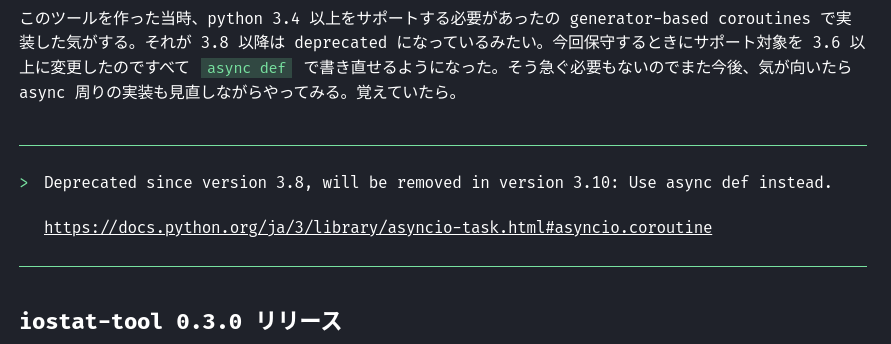 このツールを作った当時、python 3.4 以上をサポートする必要があったの generator-based coroutines で実
装した気がする。それが 3.8 以降は deprecated になっているみたい。今回保守するときにサポート対象を 3.6 以
上に変更したのですべて async def で書き直せるようになった。そう急ぐ必要もないのでまた今後、気が向いたら
async 周りの実装も見直しながらやってみる。覚えていたら。
> Deprecated since version 3.8, will be removed in version 3.10: Use async def instead.
https://docs.python.org/ja/3/library/asyncio-task.html#asyncio.coroutine
iostat-tool 0.3.0 リリース